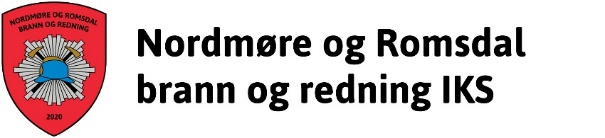 NORDMØRE OG ROMSDAL
BRANN OG REDNING
2020
Nordmøre og Romsdal
brann og redning IKS